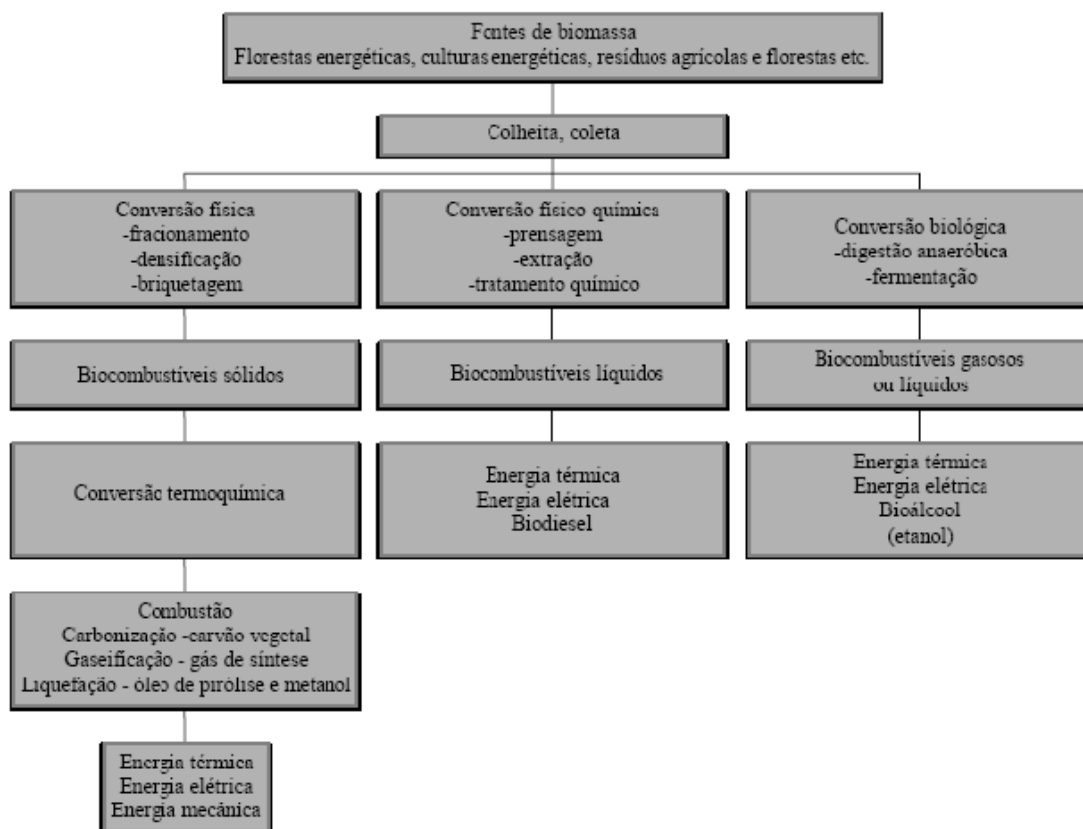 Fontes de biomassa
Florestas energéticas, culturas energéticas, resíduos agrícolas e florestas etc.
Colheita, coleta
Conversão física
-fracionamento
-densificação
-briquetagem
Conversão físico química
-prensagem
-extração
-tratamento químico
Conversão biológica
-digestão anaeróbica
-fermentação
Biocombustíveis sólidos
Biocombustíveis líquidos
Biocombustíveis gasosos
ou líquidos
Conversão termoquímica
Energia térmica
Energia elétrica
Biodiesel
Energia térmica
Energia elétrica
Bioálcool
(etanol)
Combustão
Carbonização -carvão vegetal
Gaseificação - gás de síntese
Liquefação - óleo de pirólise e metanol
Energia térmica
Energia elétrica
Energia mecânica